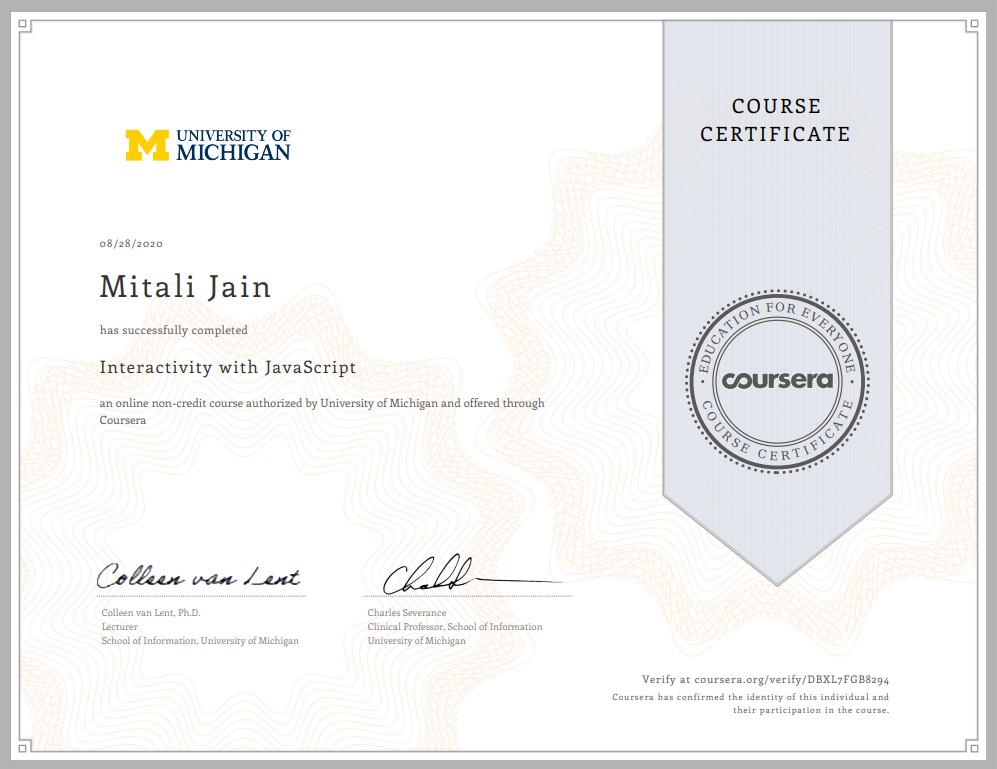 COURSE
CERTIFICATE
M UNIVERSITY OF
MICHIGAN
08/28/2020
Mitali Jain
has successfully completed
Interactivity with JavaScript
an online non-credit course authorized by University of Michigan and offered through
Coursera
EDUCATION FOR EVERYONE
coursera
COURSE CERTIFICATE
Colleen van Lent
Colleen van Lent, Ph.D.
Lecturer
School of Information, University of Michigan
Charles Severance
Clinical Professor, School of Information
University of Michigan
Verify at coursera.org/verify/DBXL7FGB8294
Coursera has confirmed the identity of this individual and
their participation in the course.